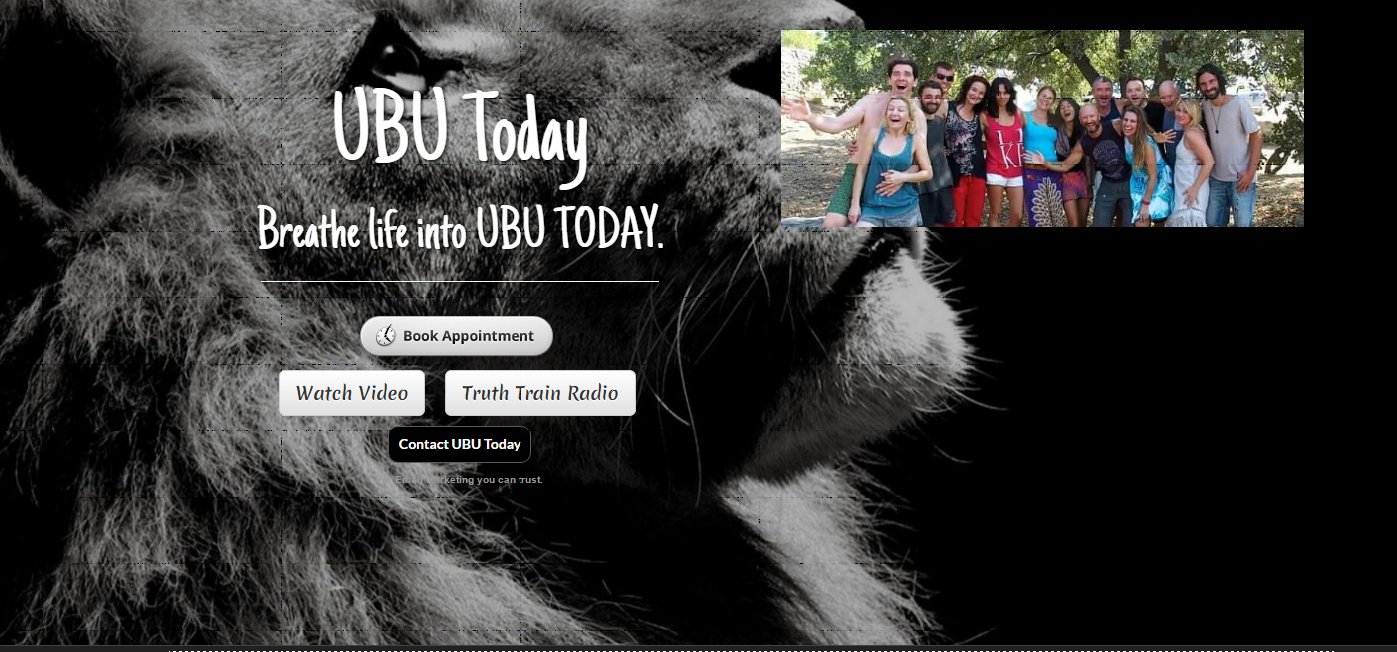 UBU Today
Breathe life into UBU TODAY.
Book Appointment
Watch Video
Truth Train Radio
Contact UBU Today
Email Marketing you can trust.